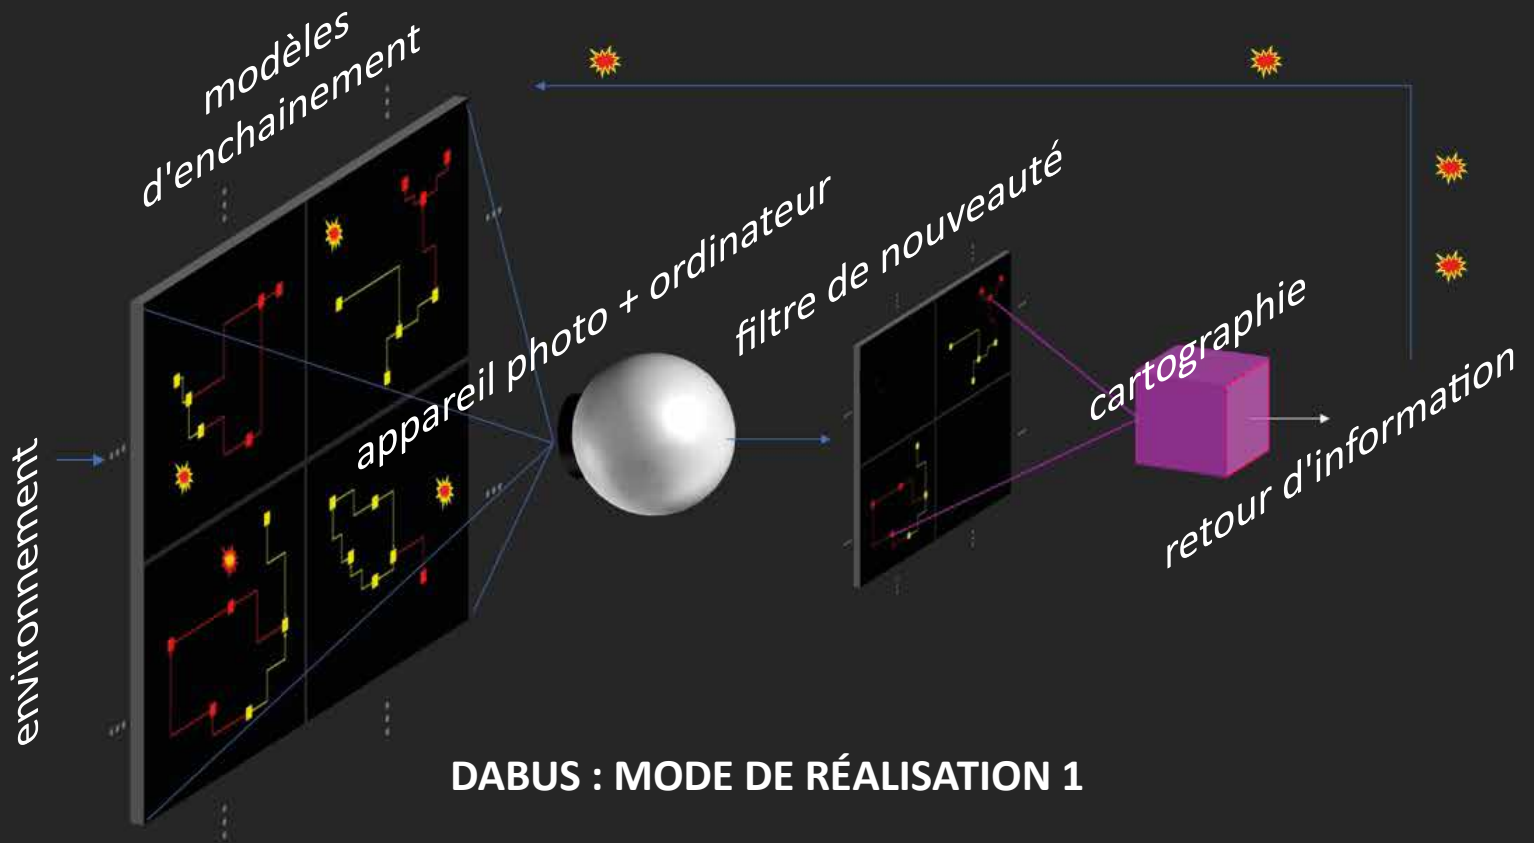 modèles
d'enchainement
appareil photo + ordinateur
filtre de nouveauté
cartographie
retour d'information
environnement
DABUS : MODE DE RÉALISATION 1